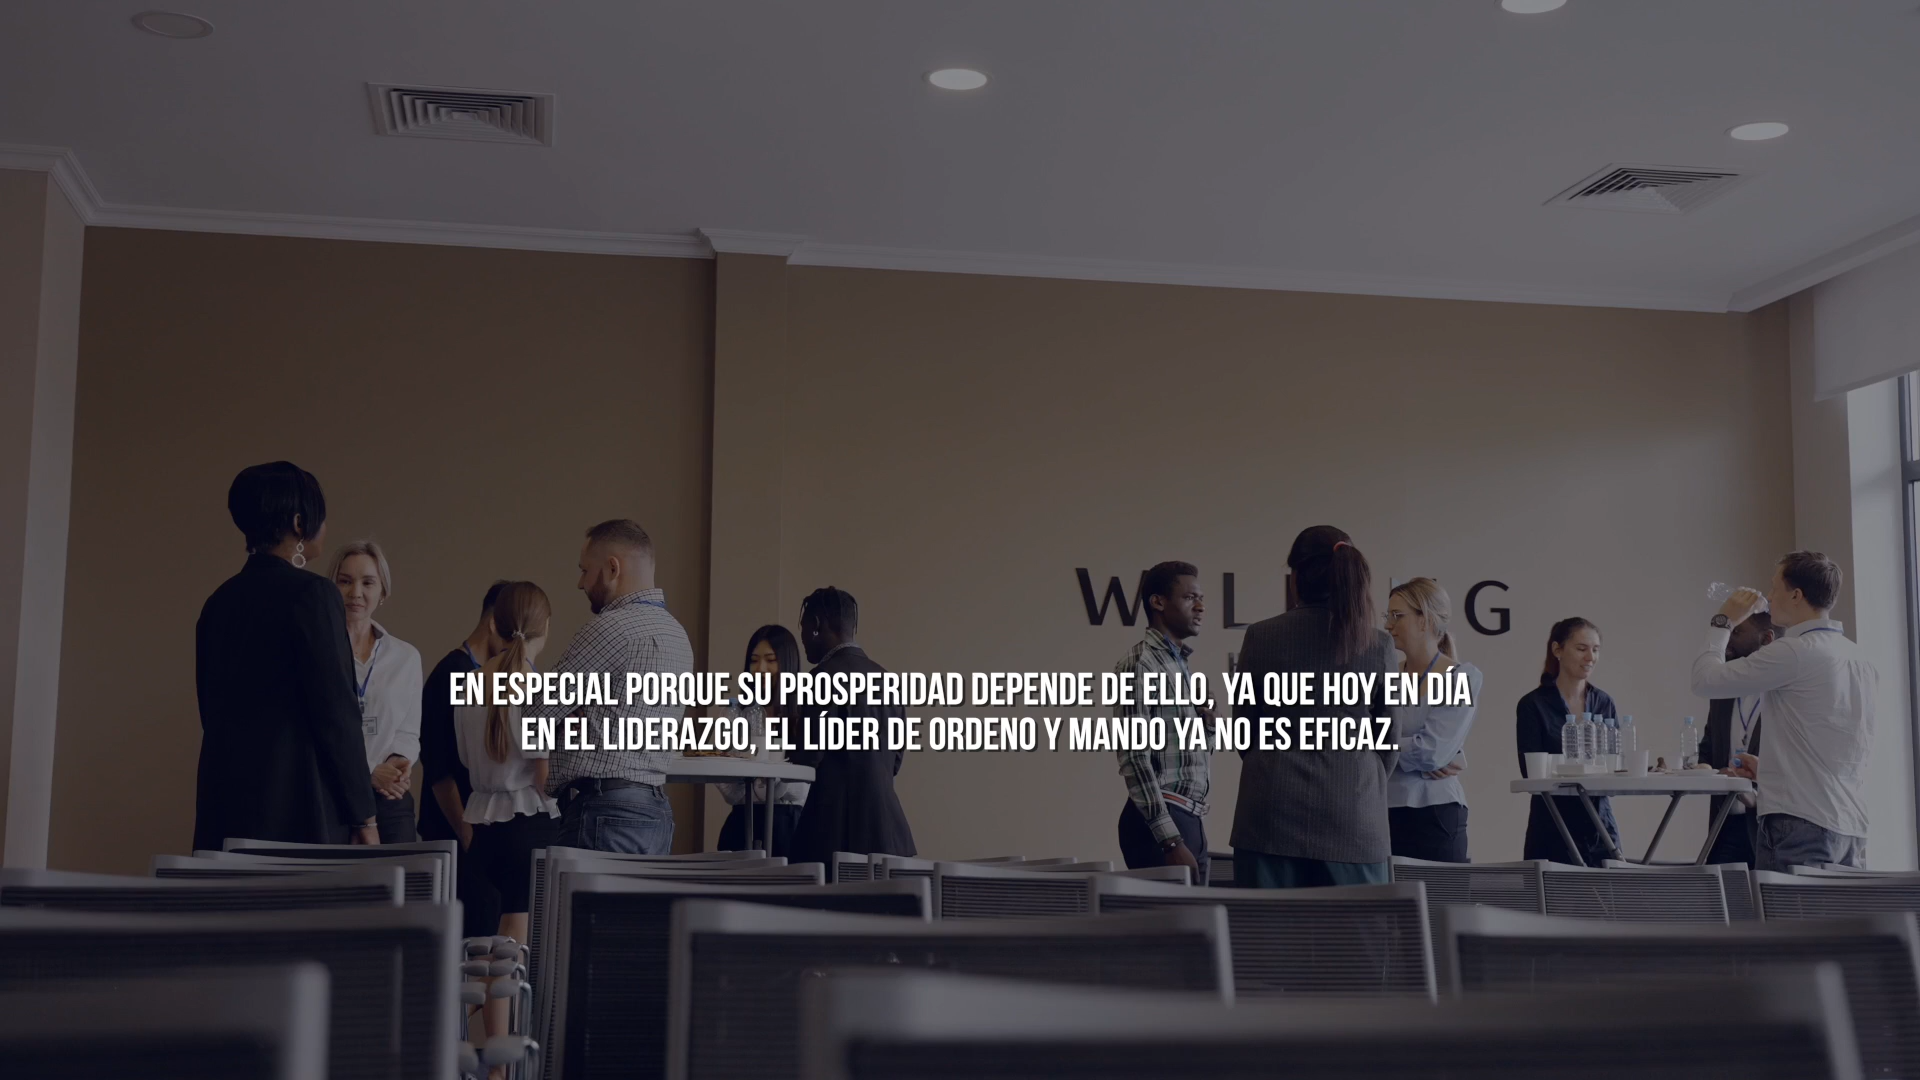 EN ESPECIAL PORQUE SU PROSPERIDAD DEPENDE DE ELLO, YA QUE HOY EN DÍA
EN EL LIDERAZGO, EL LÍDER DE ORDENO Y MANDO YA NO ES EFICAZ.